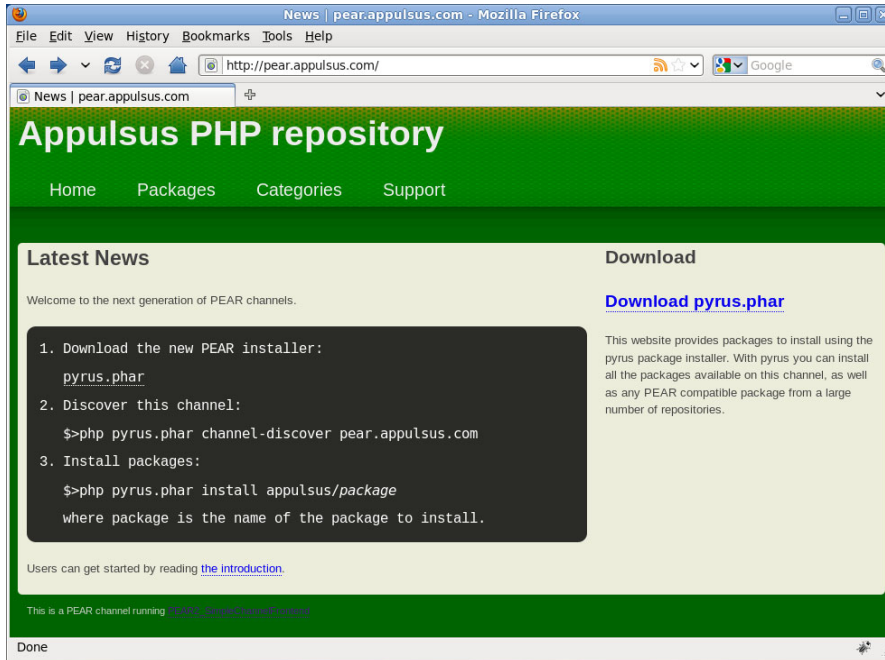 News | pear.appulsus.com - Mozilla Firefox
File Edit View History Bookmarks Tools Help
http://pear.appulsus.com/ Google
News | pear.appulsus.com
Appulsus PHP repository
Home Packages Categories Support
Latest News
Welcome to the next generation of PEAR channels.
1. Download the new PEAR installer:
pyrus.phar
2. Discover this channel:
$>php pyrus.phar channel-discover pear.appulsus.com
3. Install packages:
$>php pyrus.phar install appulsus/package
where package is the name of the package to install.
Users can get started by reading the introduction.
Download
Download pyrus.phar
This website provides packages to install using the
pyrus package installer. With pyrus you can install
all the packages available on this channel, as well
as any PEAR compatible package from a large
number of repositories.
This is a PEAR channel running
Done